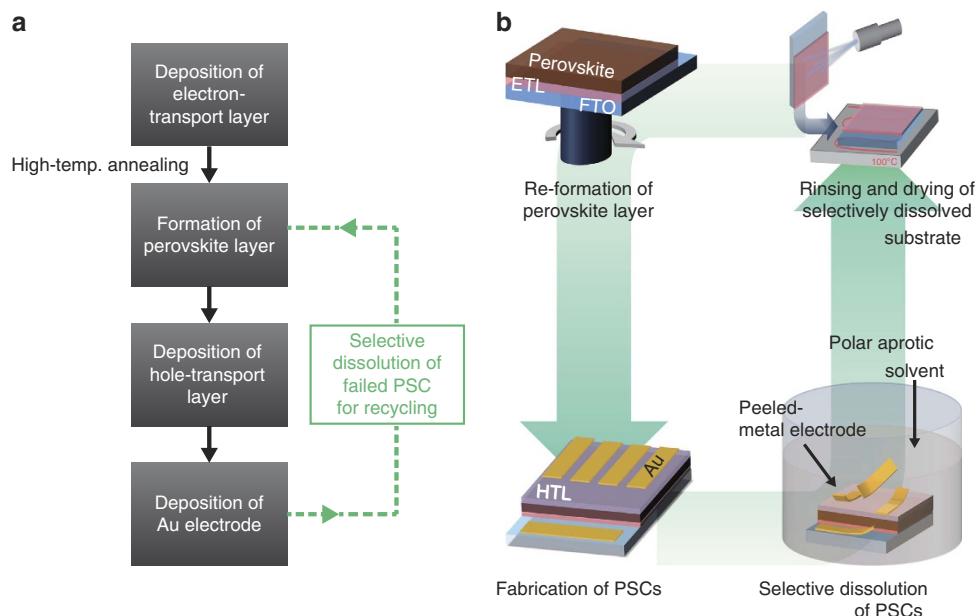 a
Deposition of
electron-
transport layer
High-temp. annealing
Formation of
perovskite layer
Deposition of
hole-transport
layer
Selective
dissolution of
failed PSC
for recycling
Deposition of
Au electrode
b
Perovskite
ETL
FTO
Re-formation of
perovskite layer
100°C
Rinsing and drying of
selectively dissolved
substrate
Au
HTL
Fabrication of PSCs
Polar aprotic
solvent
Peeled-
metal electrode
Selective dissolution
of PSCs